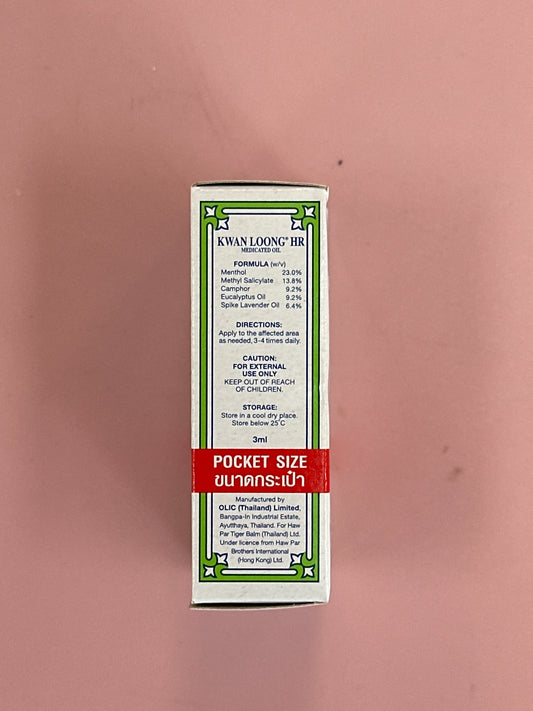 KWAN LOONG® HR
MEDICATED OIL
FORMULA (w/v)
Menthol 23.0%
Methyl Salicylate 13.8%
Camphor 9.2%
Eucalyptus Oil 9.2%
Spike Lavender Oil 6.4%
DIRECTIONS:
Apply to the affected area
as needed, 3-4 times daily.
CAUTION:
FOR EXTERNAL
USE ONLY
KEEP OUT OF REACH
OF CHILDREN.
STORAGE:
Store in a cool dry place.
Store below 25°C
3ml
POCKET SIZE
ขนาดกระเป๋า
Manufactured by
OLIC (Thailand) Limited,
Bangpa-In Industrial Estate,
Ayutthaya, Thailand. For Haw
Par Tiger Balm (Thailand) Ltd.
Under licence from Haw Par
Brothers International
(Hong Kong) Ltd.